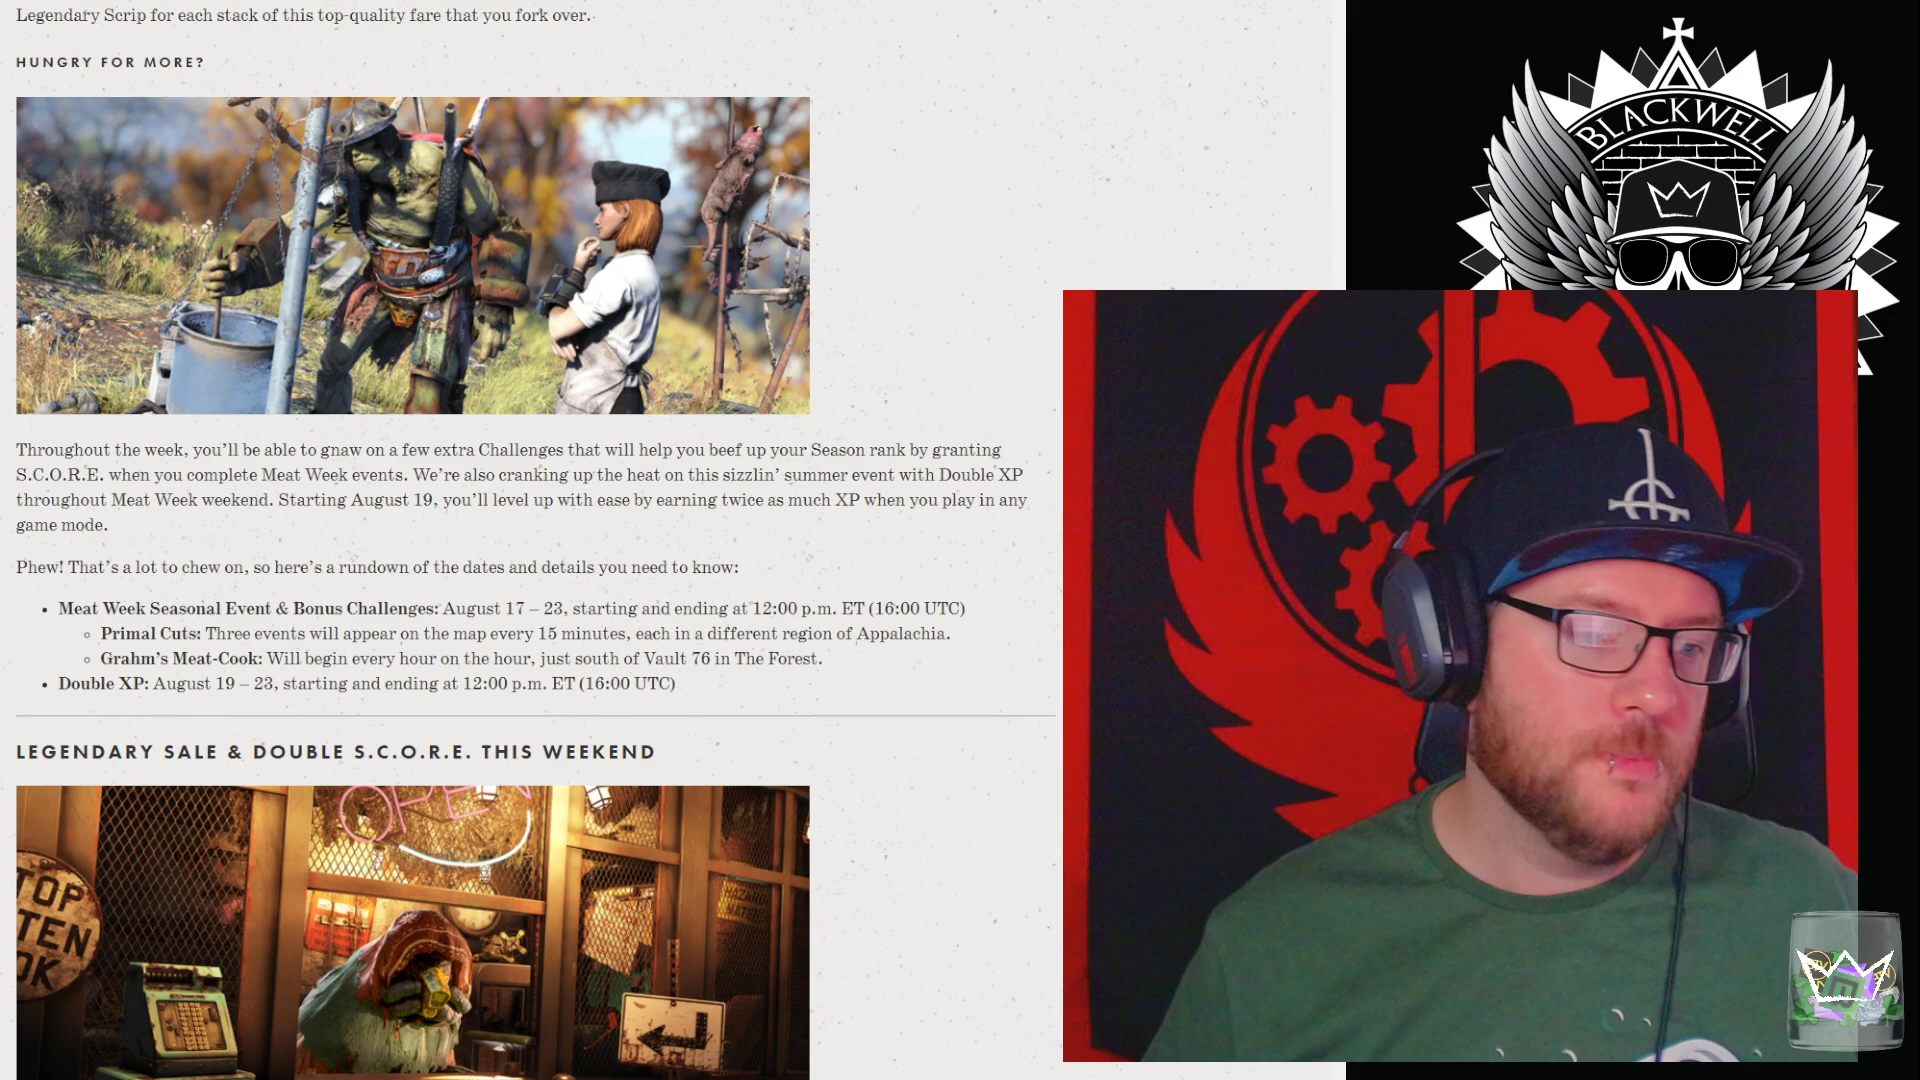 Legendary Scrip for each stack of this top-quality fare that you fork over.
HUNGRY FOR MORE?
Throughout the week, you’ll be able to gnaw on a few extra Challenges that will help you beef up your Season rank by granting
S.C.O.R.E. when you complete Meat Week events. We’re also cranking up the heat on this sizzlin’ summer event with Double XP
throughout Meat Week weekend. Starting August 19, you’ll level up with ease by earning twice as much XP when you play in any
game mode.
Phew! That’s a lot to chew on, so here’s a rundown of the dates and details you need to know:
• Meat Week Seasonal Event & Bonus Challenges: August 17 – 23, starting and ending at 12:00 p.m. ET (16:00 UTC)
◦ Primal Cuts: Three events will appear on the map every 15 minutes, each in a different region of Appalachia.
◦ Grahm’s Meat-Cook: Will begin every hour on the hour, just south of Vault 76 in The Forest.
• Double XP: August 19 – 23, starting and ending at 12:00 p.m. ET (16:00 UTC)
LEGENDARY SALE & DOUBLE S.C.O.R.E. THIS WEEKEND
OPEN
TOP
TEN
OK
BLACKWELL